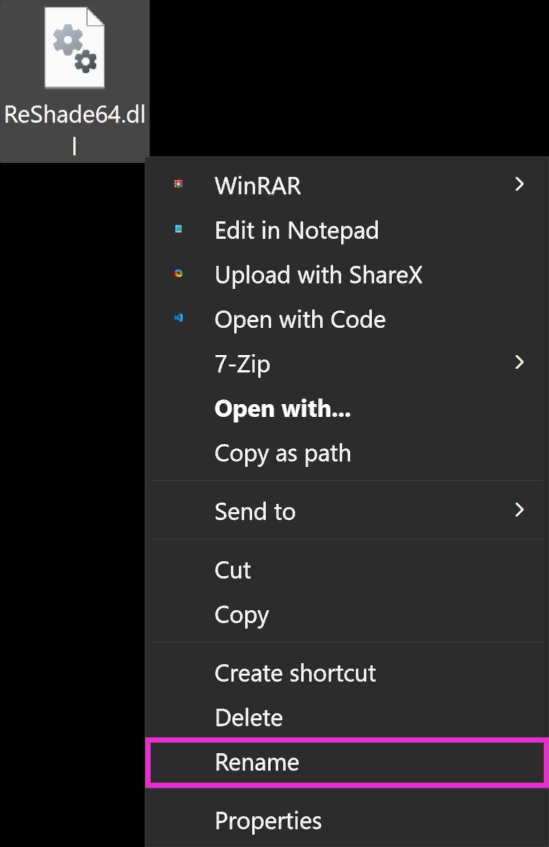 ReShade64.dl
l
WinRAR
Edit in Notepad
Upload with ShareX
Open with Code
7-Zip
Open with...
Copy as path
Send to
Cut
Copy
Create shortcut
Delete
Rename
Properties